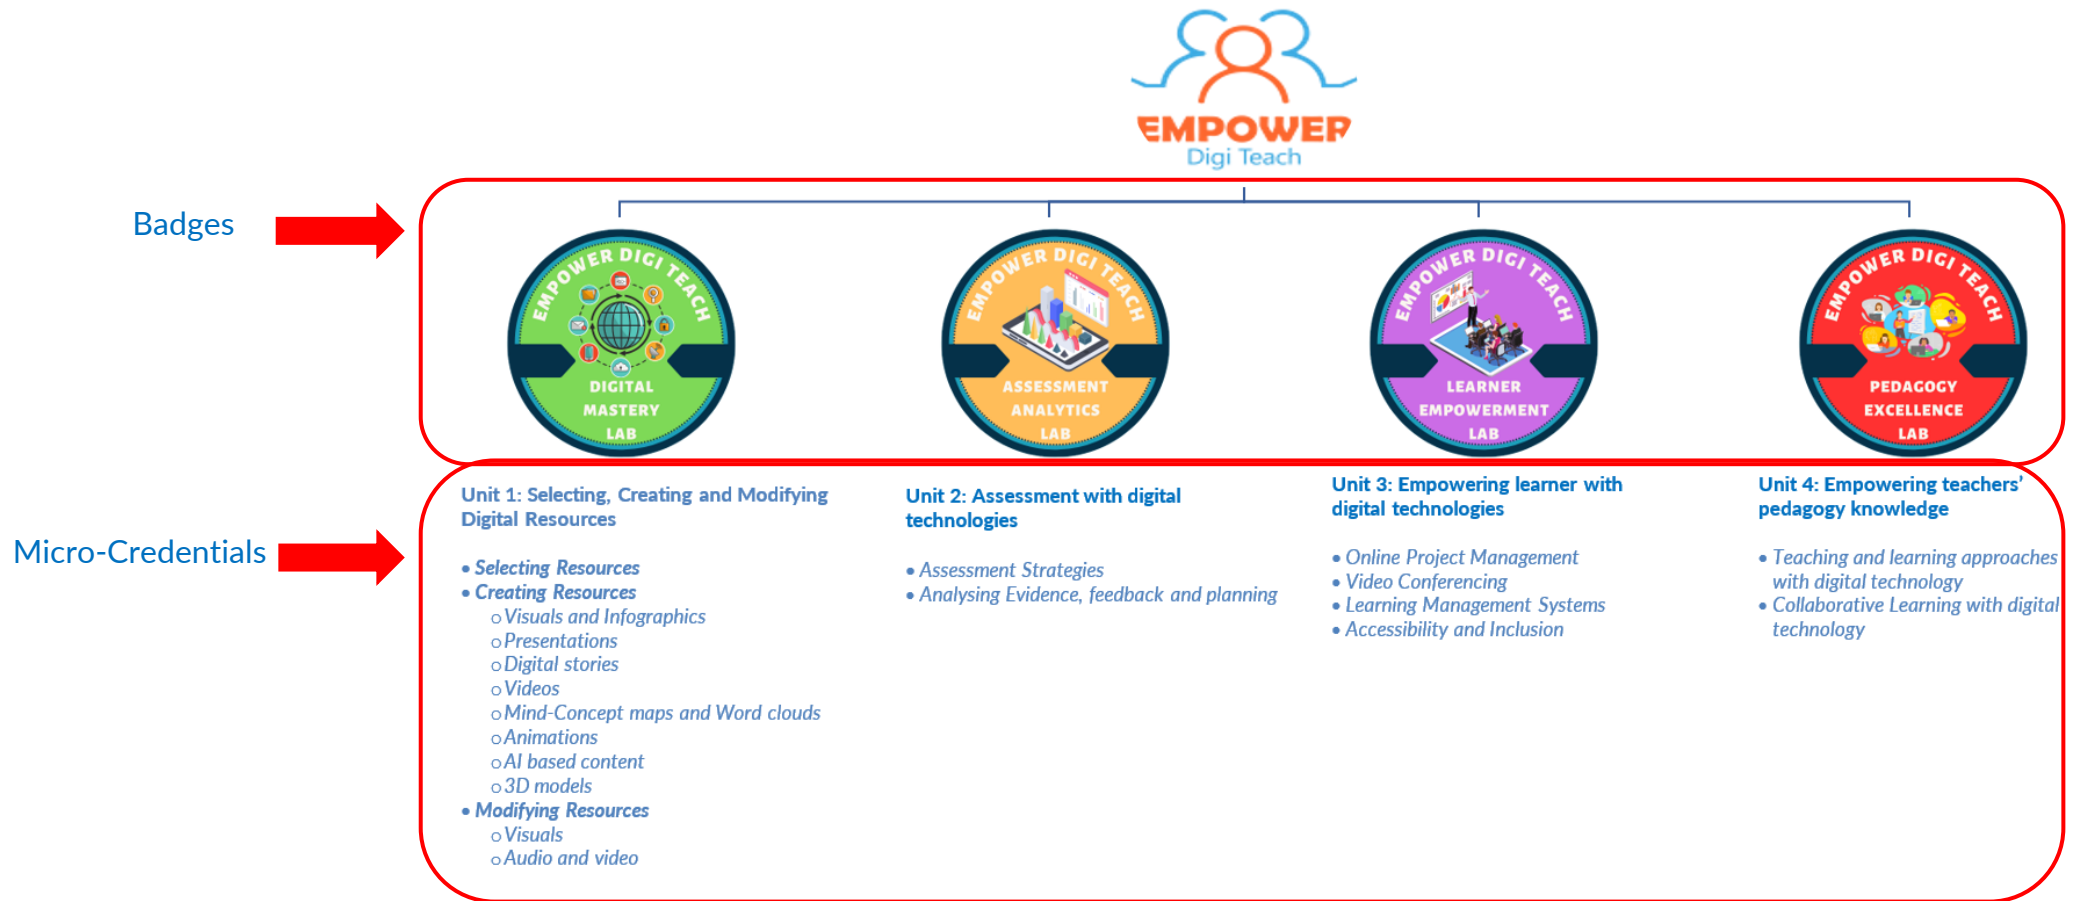 EMPOWER
Digi Teach
Badges
EMPOWER DIGI TEACH
DIGITAL
MASTERY
LAB
EMPOWER DIGI TEACH
ASSESSMENT
ANALYTICS
LAB
EMPOWER DIGI TEACH
LEARNER
EMPOWERMENT
LAB
EMPOWER DIGI TEACH
PEDAGOGY
EXCELLENCE
LAB
Micro-Credentials
Unit 1: Selecting, Creating and Modifying
Digital Resources
• Selecting Resources
• Creating Resources
o Visuals and Infographics
o Presentations
o Digital stories
o Videos
o Mind-Concept maps and Word clouds
o Animations
o AI based content
o 3D models
• Modifying Resources
o Visuals
o Audio and video
Unit 2: Assessment with digital
technologies
• Assessment Strategies
• Analysing Evidence, feedback and planning
Unit 3: Empowering learner with
digital technologies
• Online Project Management
• Video Conferencing
• Learning Management Systems
• Accessibility and Inclusion
Unit 4: Empowering teachers’
pedagogy knowledge
• Teaching and learning approaches
with digital technology
• Collaborative Learning with digital
technology